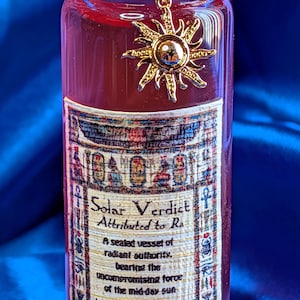 Solar Verdict
Attributed to Ra
A sealed vessel of
radiant authority,
bearing the
uncompromising force
of the mid-day sun